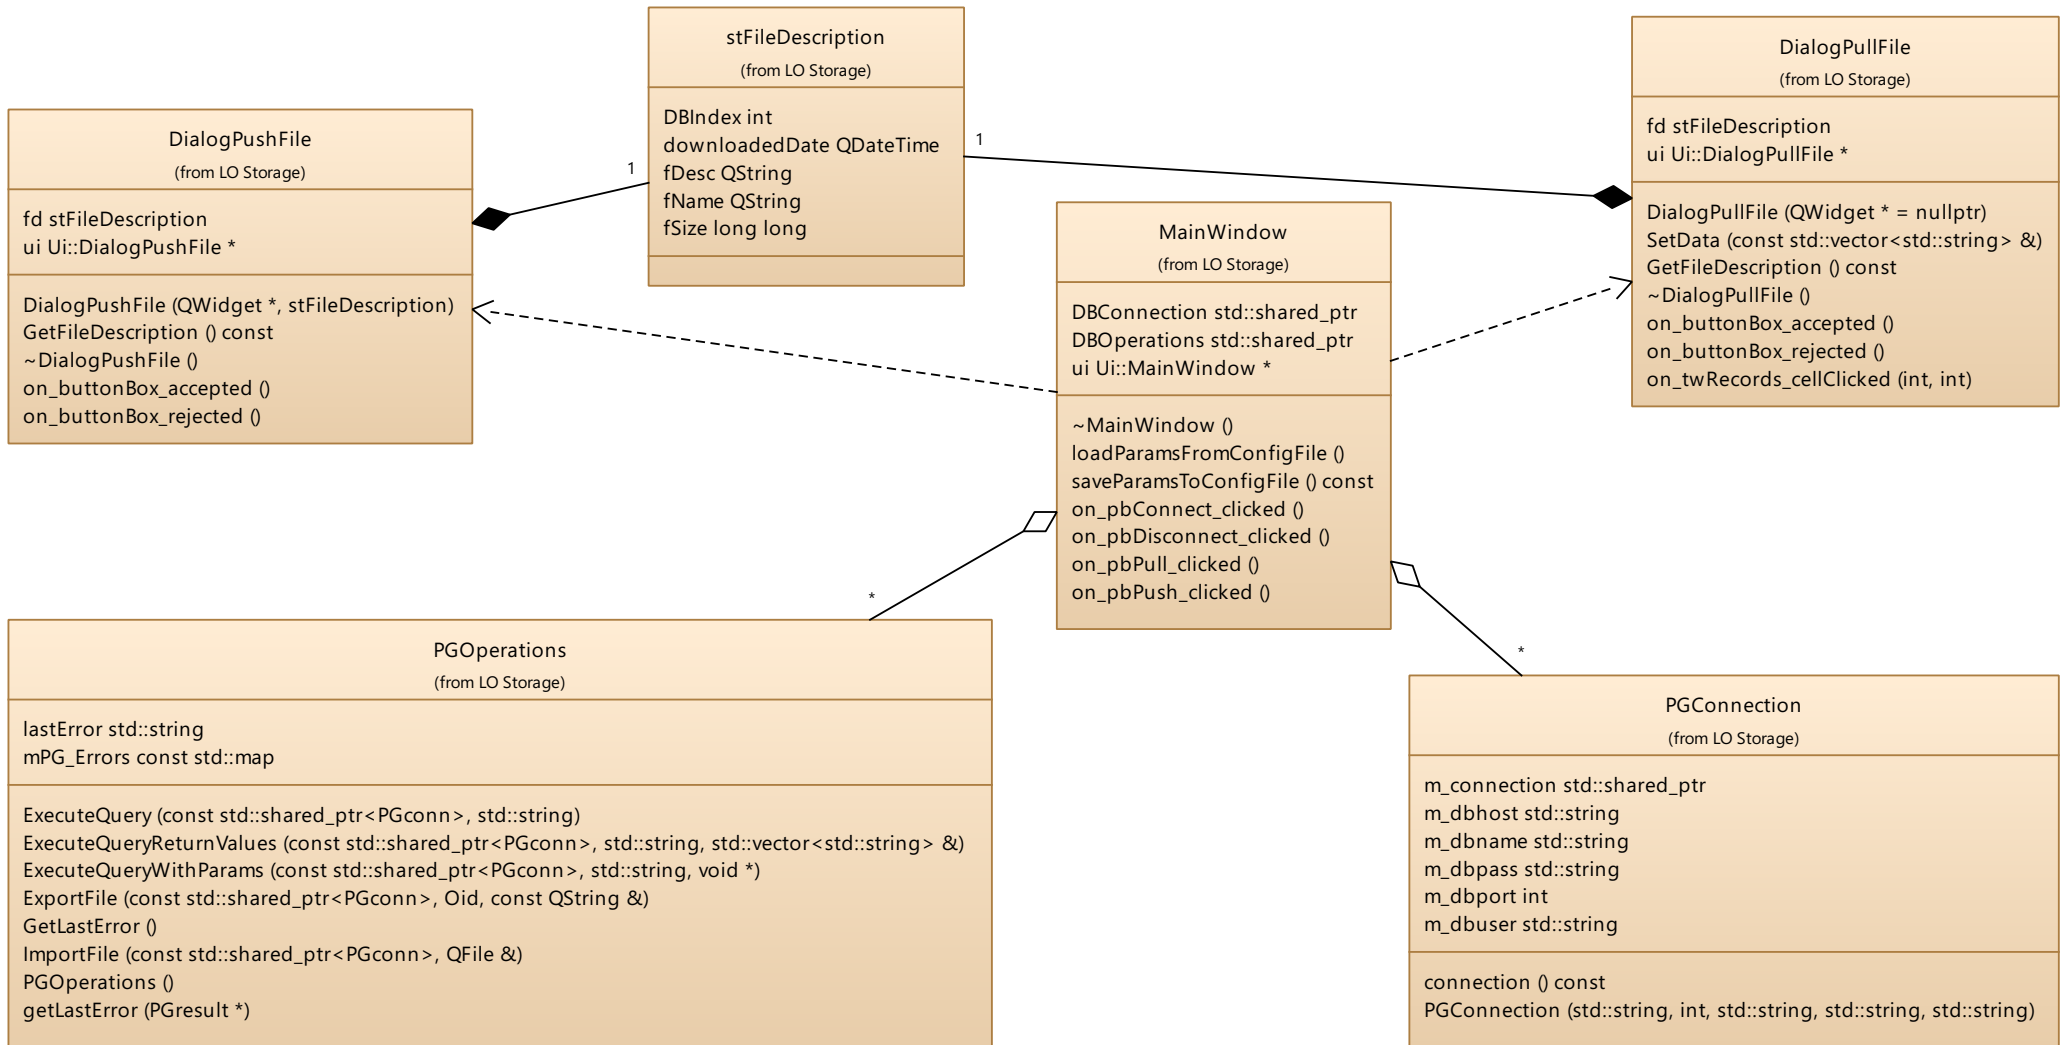 stFileDescription
(from LO Storage)
DBIndex int
downloadedDate QDateTime
fDesc QString
fName QString
fSize long long
DialogPullFile
(from LO Storage)
fd stFileDescription
ui Ui::DialogPullFile *
DialogPullFile (QWidget * = nullptr)
SetData (const std::vector<std::string> &)
GetFileDescription () const
~DialogPullFile ()
on_buttonBox_accepted ()
on_buttonBox_rejected ()
on_twRecords_cellClicked (int, int)
DialogPushFile
(from LO Storage)
fd stFileDescription
ui Ui::DialogPushFile *
DialogPushFile (QWidget *, stFileDescription)
GetFileDescription () const
~DialogPushFile ()
on_buttonBox_accepted ()
on_buttonBox_rejected ()
1
1
MainWindow
(from LO Storage)
DBConnection std::shared_ptr
DBOperations std::shared_ptr
ui Ui::MainWindow *
~MainWindow ()
loadParamsFromConfigFile ()
saveParamsToConfigFile () const
on_pbConnect_clicked ()
on_pbDisconnect_clicked ()
on_pbPull_clicked ()
on_pbPush_clicked ()
*
*
PGOperations
(from LO Storage)
lastError std::string
mPG_Errors const std::map
ExecuteQuery (const std::shared_ptr<PGconn>, std::string)
ExecuteQueryReturnValues (const std::shared_ptr<PGconn>, std::string, std::vector<std::string> &)
ExecuteQueryWithParams (const std::shared_ptr<PGconn>, std::string, void *)
ExportFile (const std::shared_ptr<PGconn>, Oid, const QString &)
GetLastError ()
ImportFile (const std::shared_ptr<PGconn>, QFile &)
PGOperations ()
getLastError (PGresult *)
PGConnection
(from LO Storage)
m_connection std::shared_ptr
m_dbhost std::string
m_dbname std::string
m_dbpass std::string
m_dbport int
m_dbuser std::string
connection () const
PGConnection (std::string, int, std::string, std::string, std::string)